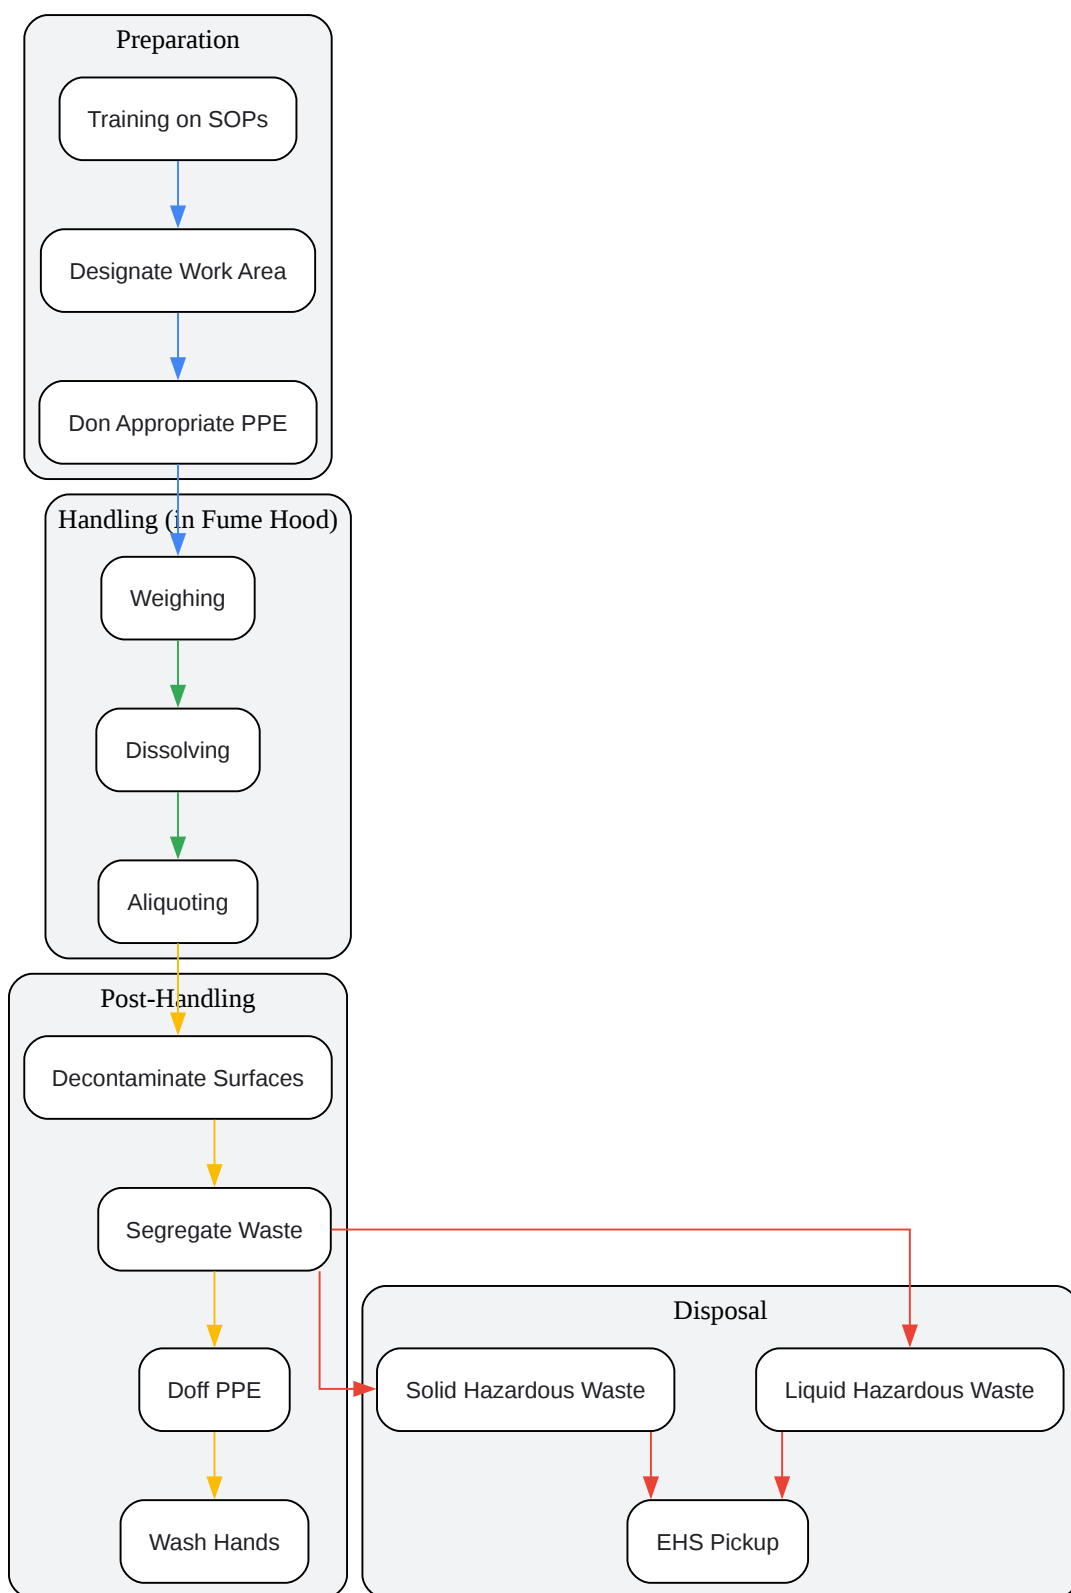 Preparation
Training on SOPs
Designate Work Area
Don Appropriate PPE
Handling (in Fume Hood)
Weighing
Dissolving
Aliquoting
Post-Handling
Decontaminate Surfaces
Segregate Waste
Doff PPE
Wash Hands
Disposal
Solid Hazardous Waste
Liquid Hazardous Waste
EHS Pickup